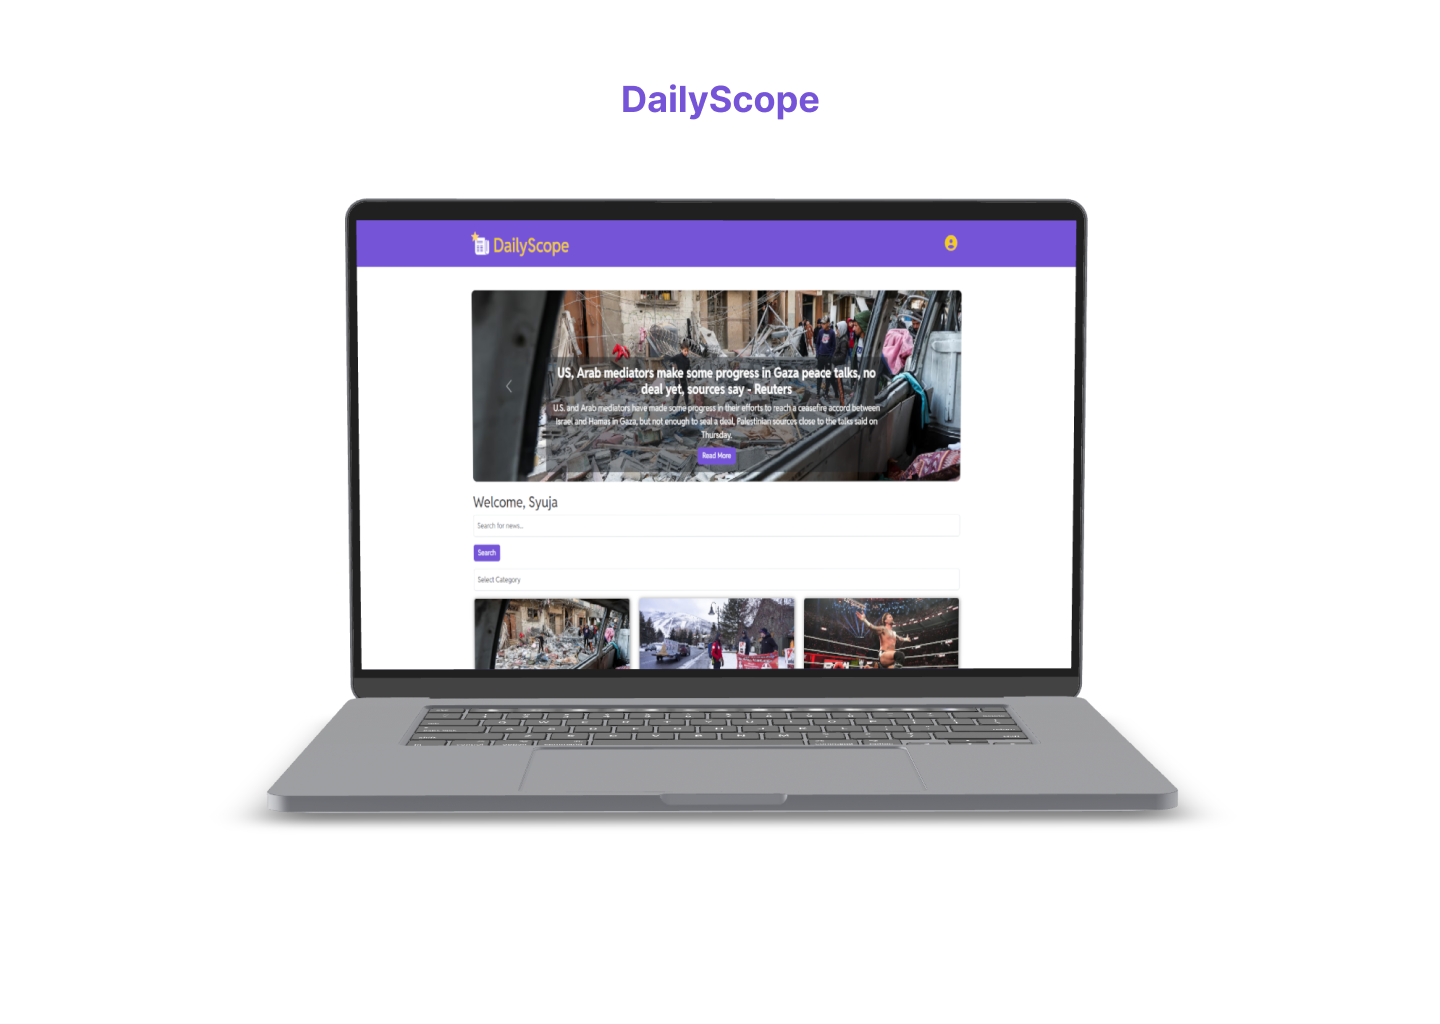 DailyScope
DailyScope
US, Arab mediators make some progress in Gaza peace talks, no
deal yet, sources say - Reuters
U.S. and Arab mediators have made some progress in their efforts to reach a ceasefire accord between
Israel and Hamas in Gaza, but not enough to seal a deal, Palestinian sources close to the talks said on
Thursday.
Read More
Welcome, Syuja
Search for news...
Search
Select Category